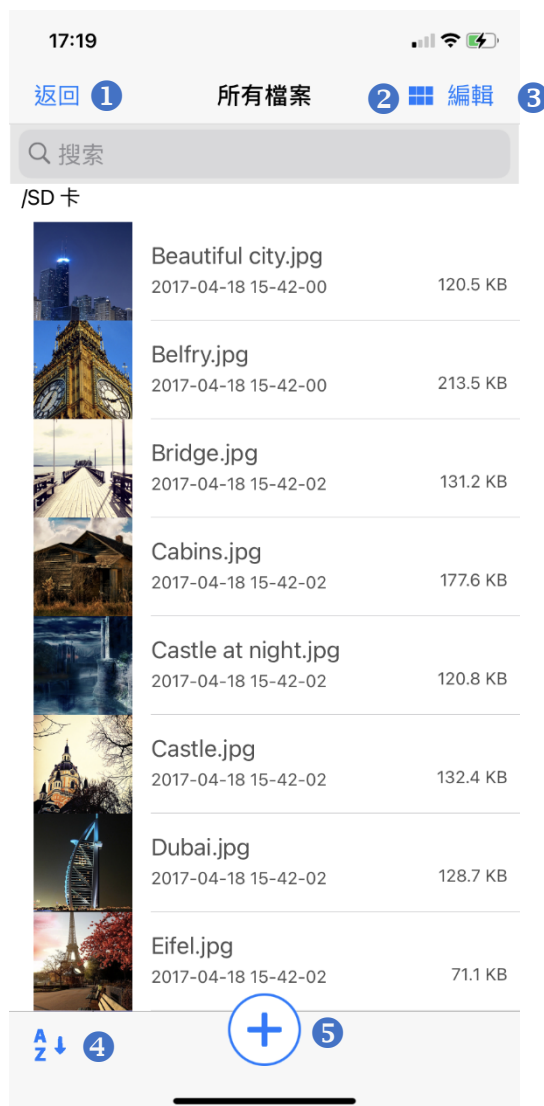 17:19
返回 1 所有檔案 2 編輯 3
搜索
/SD 卡
Beautiful city.jpg
2017-04-18 15-42-00 120.5 KB
Belfry.jpg
2017-04-18 15-42-00 213.5 KB
Bridge.jpg
2017-04-18 15-42-02 131.2 KB
Cabins.jpg
2017-04-18 15-42-02 177.6 KB
Castle at night.jpg
2017-04-18 15-42-02 120.8 KB
Castle.jpg
2017-04-18 15-42-02 132.4 KB
Dubai.jpg
2017-04-18 15-42-02 128.7 KB
Eifel.jpg
2017-04-18 15-42-02 71.1 KB
A
Z 4 5